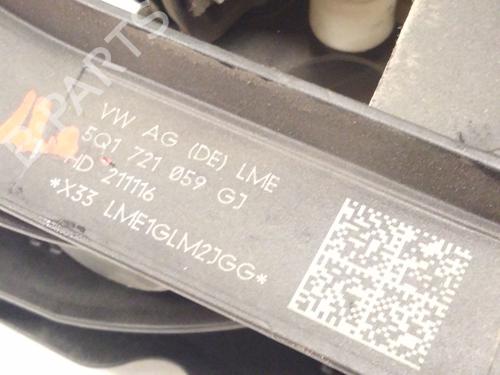 VW AG (DE) LME
5Q1 721 059 GJ
HD 211116
*X33 LME1GLM2JGG*
B-PARTS